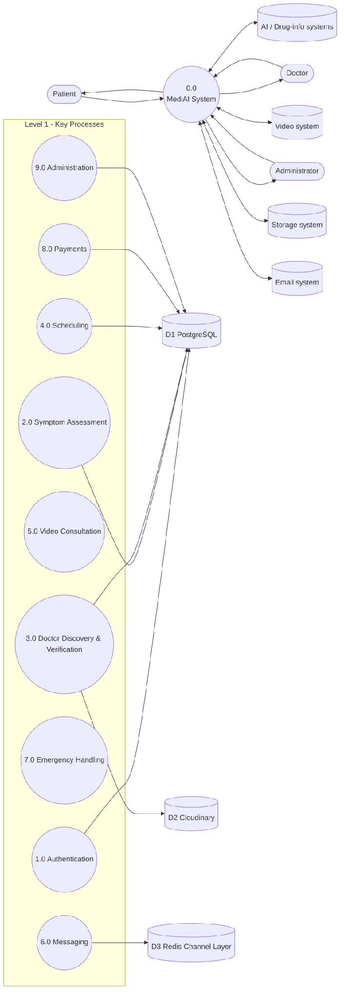 AI / Drug-info systems
0.0
MediAI System
Doctor
Patient
Video system
Level 1 - Key Processes
9.0 Administration
Administrator
Storage system
8.0 Payments
Email system
4.0 Scheduling
D1 PostgreSQL
2.0 Symptom Assessment
5.0 Video Consultation
3.0 Doctor Discovery &
Verification
7.0 Emergency Handling
D2 Cloudinary
1.0 Authentication
6.0 Messaging
D3 Redis Channel Layer